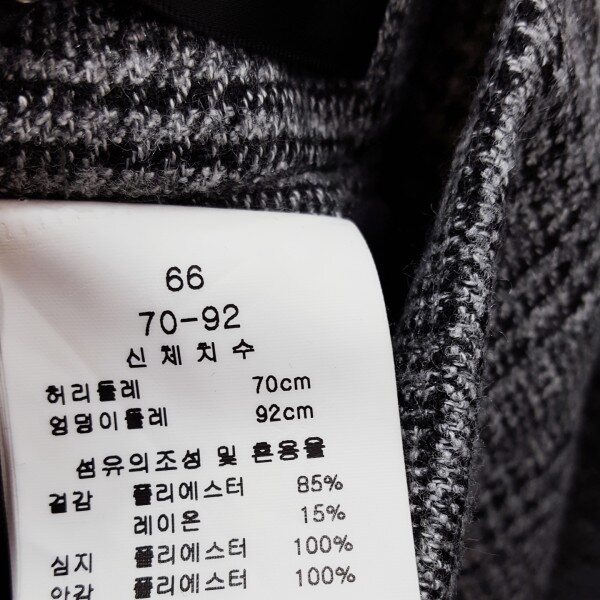 66
70-92
신체치수
허리둘레 70cm
엉덩이둘레 92cm
섬유의조성 및 혼용율
겉감 폴리에스터 85%
레이온 15%
심지 폴리에스터 100%
안감 폴리에스터 100%